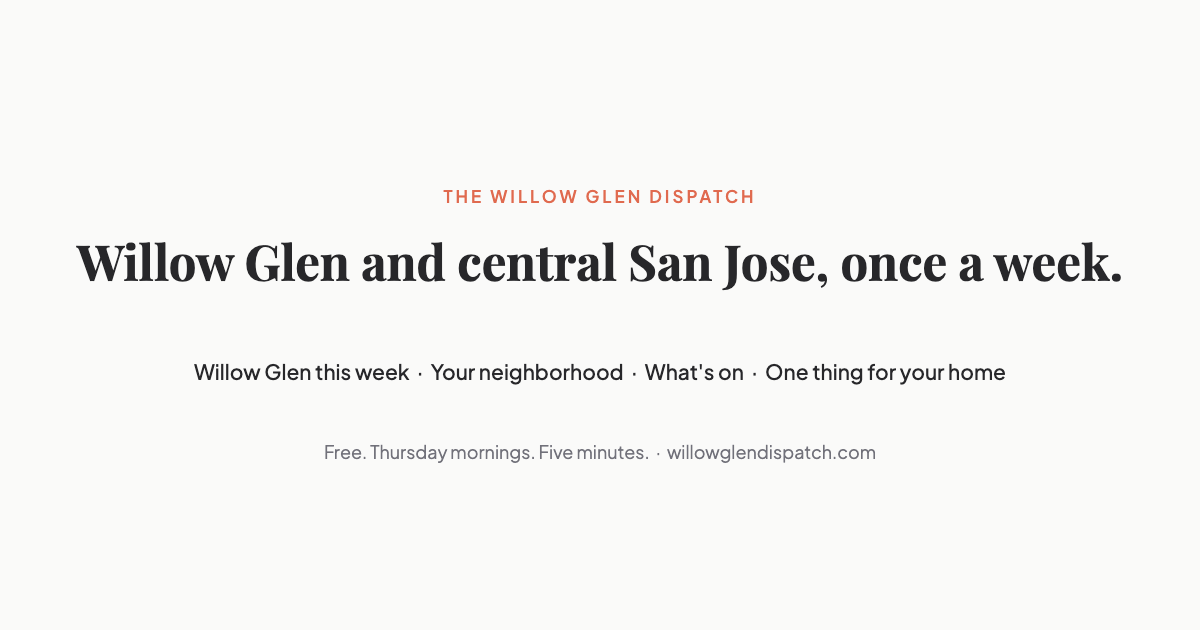 THE WILLOW GLEN DISPATCH
Willow Glen and central San Jose, once a week.
Willow Glen this week · Your neighborhood · What's on · One thing for your home
Free. Thursday mornings. Five minutes. · willowglendispatch.com